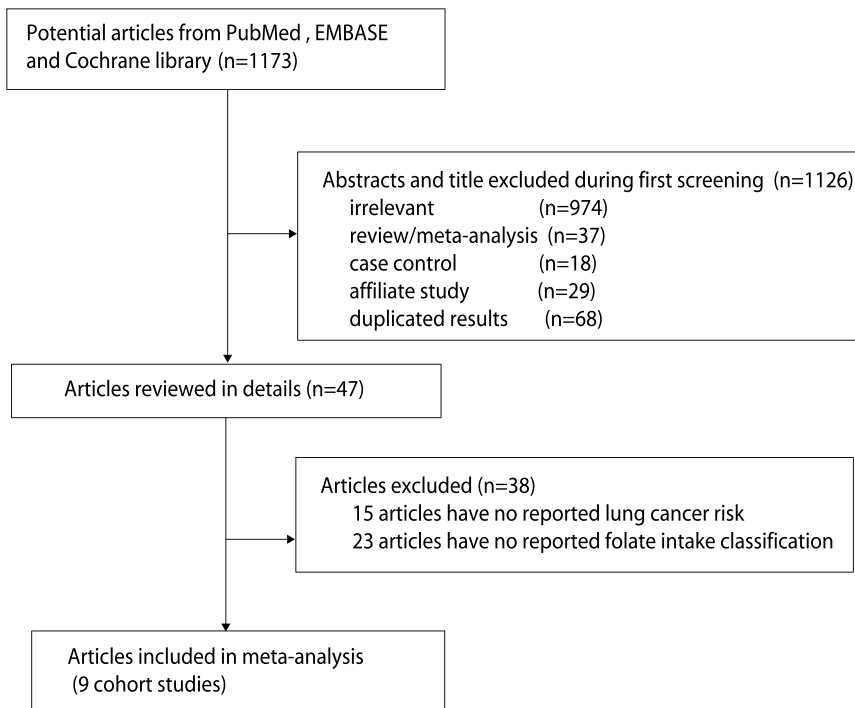 Potential articles from PubMed , EMBASE
and Cochrane library (n=1173)
Abstracts and title excluded during first screening (n=1126)
irrelevant (n=974)
review/meta-analysis (n=37)
case control (n=18)
affiliate study (n=29)
duplicated results (n=68)
Articles reviewed in details (n=47)
Articles excluded (n=38)
15 articles have no reported lung cancer risk
23 articles have no reported folate intake classification
Articles included in meta-analysis
(9 cohort studies)